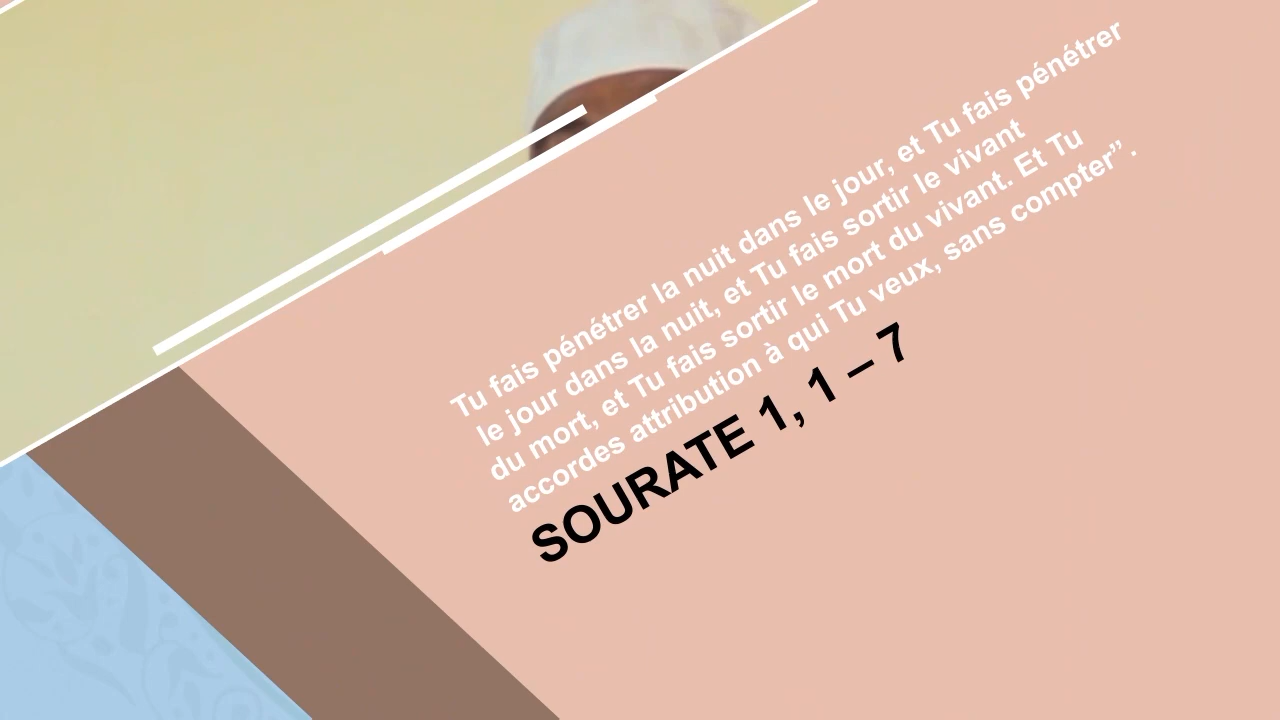 Tu fais pénétrer la nuit dans le jour, et Tu fais pénétrer
le jour dans la nuit, et Tu fais sortir le vivant
du mort, et Tu fais sortir le mort du vivant. Et Tu
accordes attribution à qui Tu veux, sans compter” .
SOURATE 1, 1 – 7